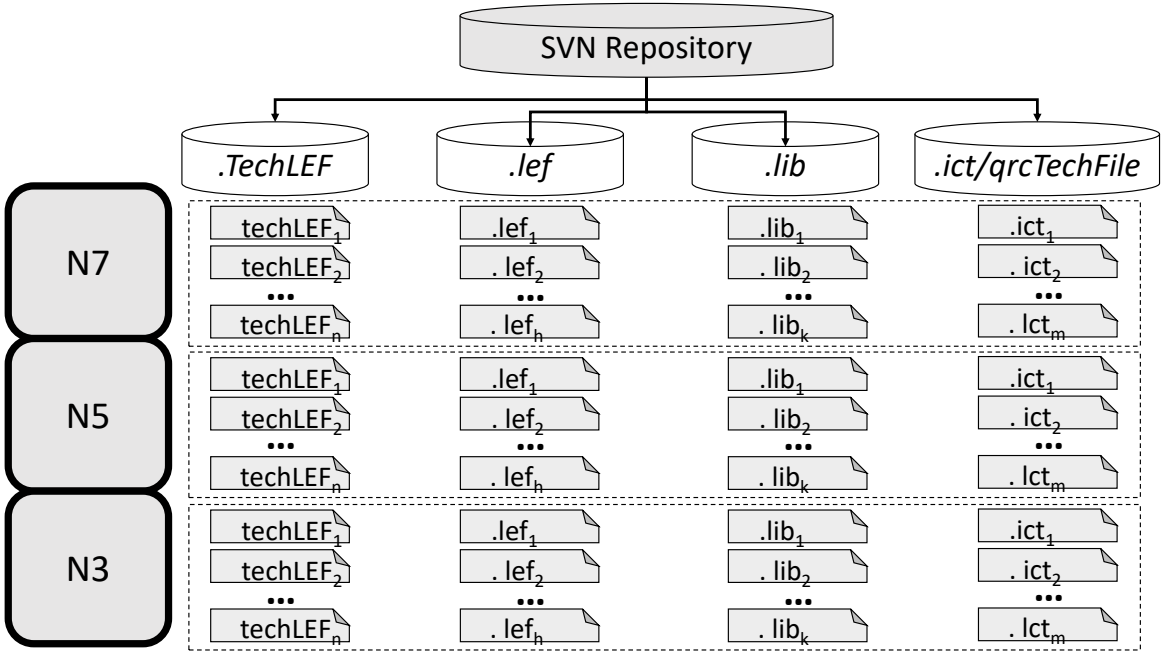 SVN Repository
.TechLEF .lef .lib .ict/qrcTechFile
N7
techLEF₁ .lef₁ .lib₁ .ict₁
techLEF₂ . lef₂ . lib₂ . ict₂
... ... ... ...
techLEFₙ . lefₕ . libₖ . lctₘ
N5
techLEF₁ .lef₁ .lib₁ .ict₁
techLEF₂ . lef₂ . lib₂ . ict₂
... ... ... ...
techLEFₙ . lefₕ . libₖ . lctₘ
N3
techLEF₁ .lef₁ .lib₁ .ict₁
techLEF₂ . lef₂ . lib₂ . ict₂
... ... ... ...
techLEFₙ . lefₕ . libₖ . lctₘ